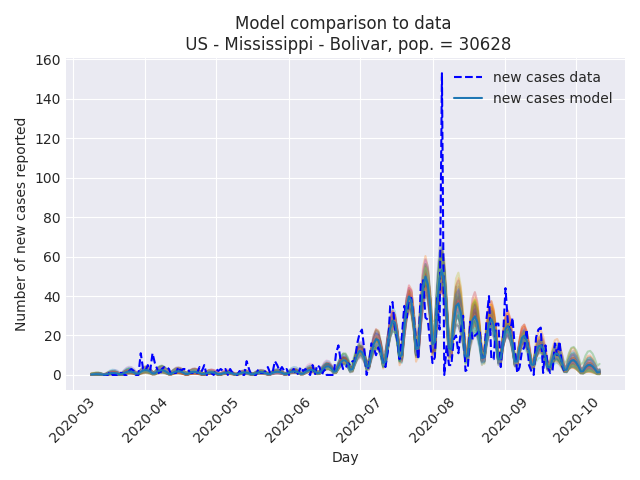 Model comparison to data
US - Mississippi - Bolivar, pop. = 30628
new cases data
new cases model
Number of new cases reported
160
140
120
100
80
60
40
20
0
2020-03
2020-04
2020-05
2020-06
2020-07
2020-08
2020-09
2020-10
Day